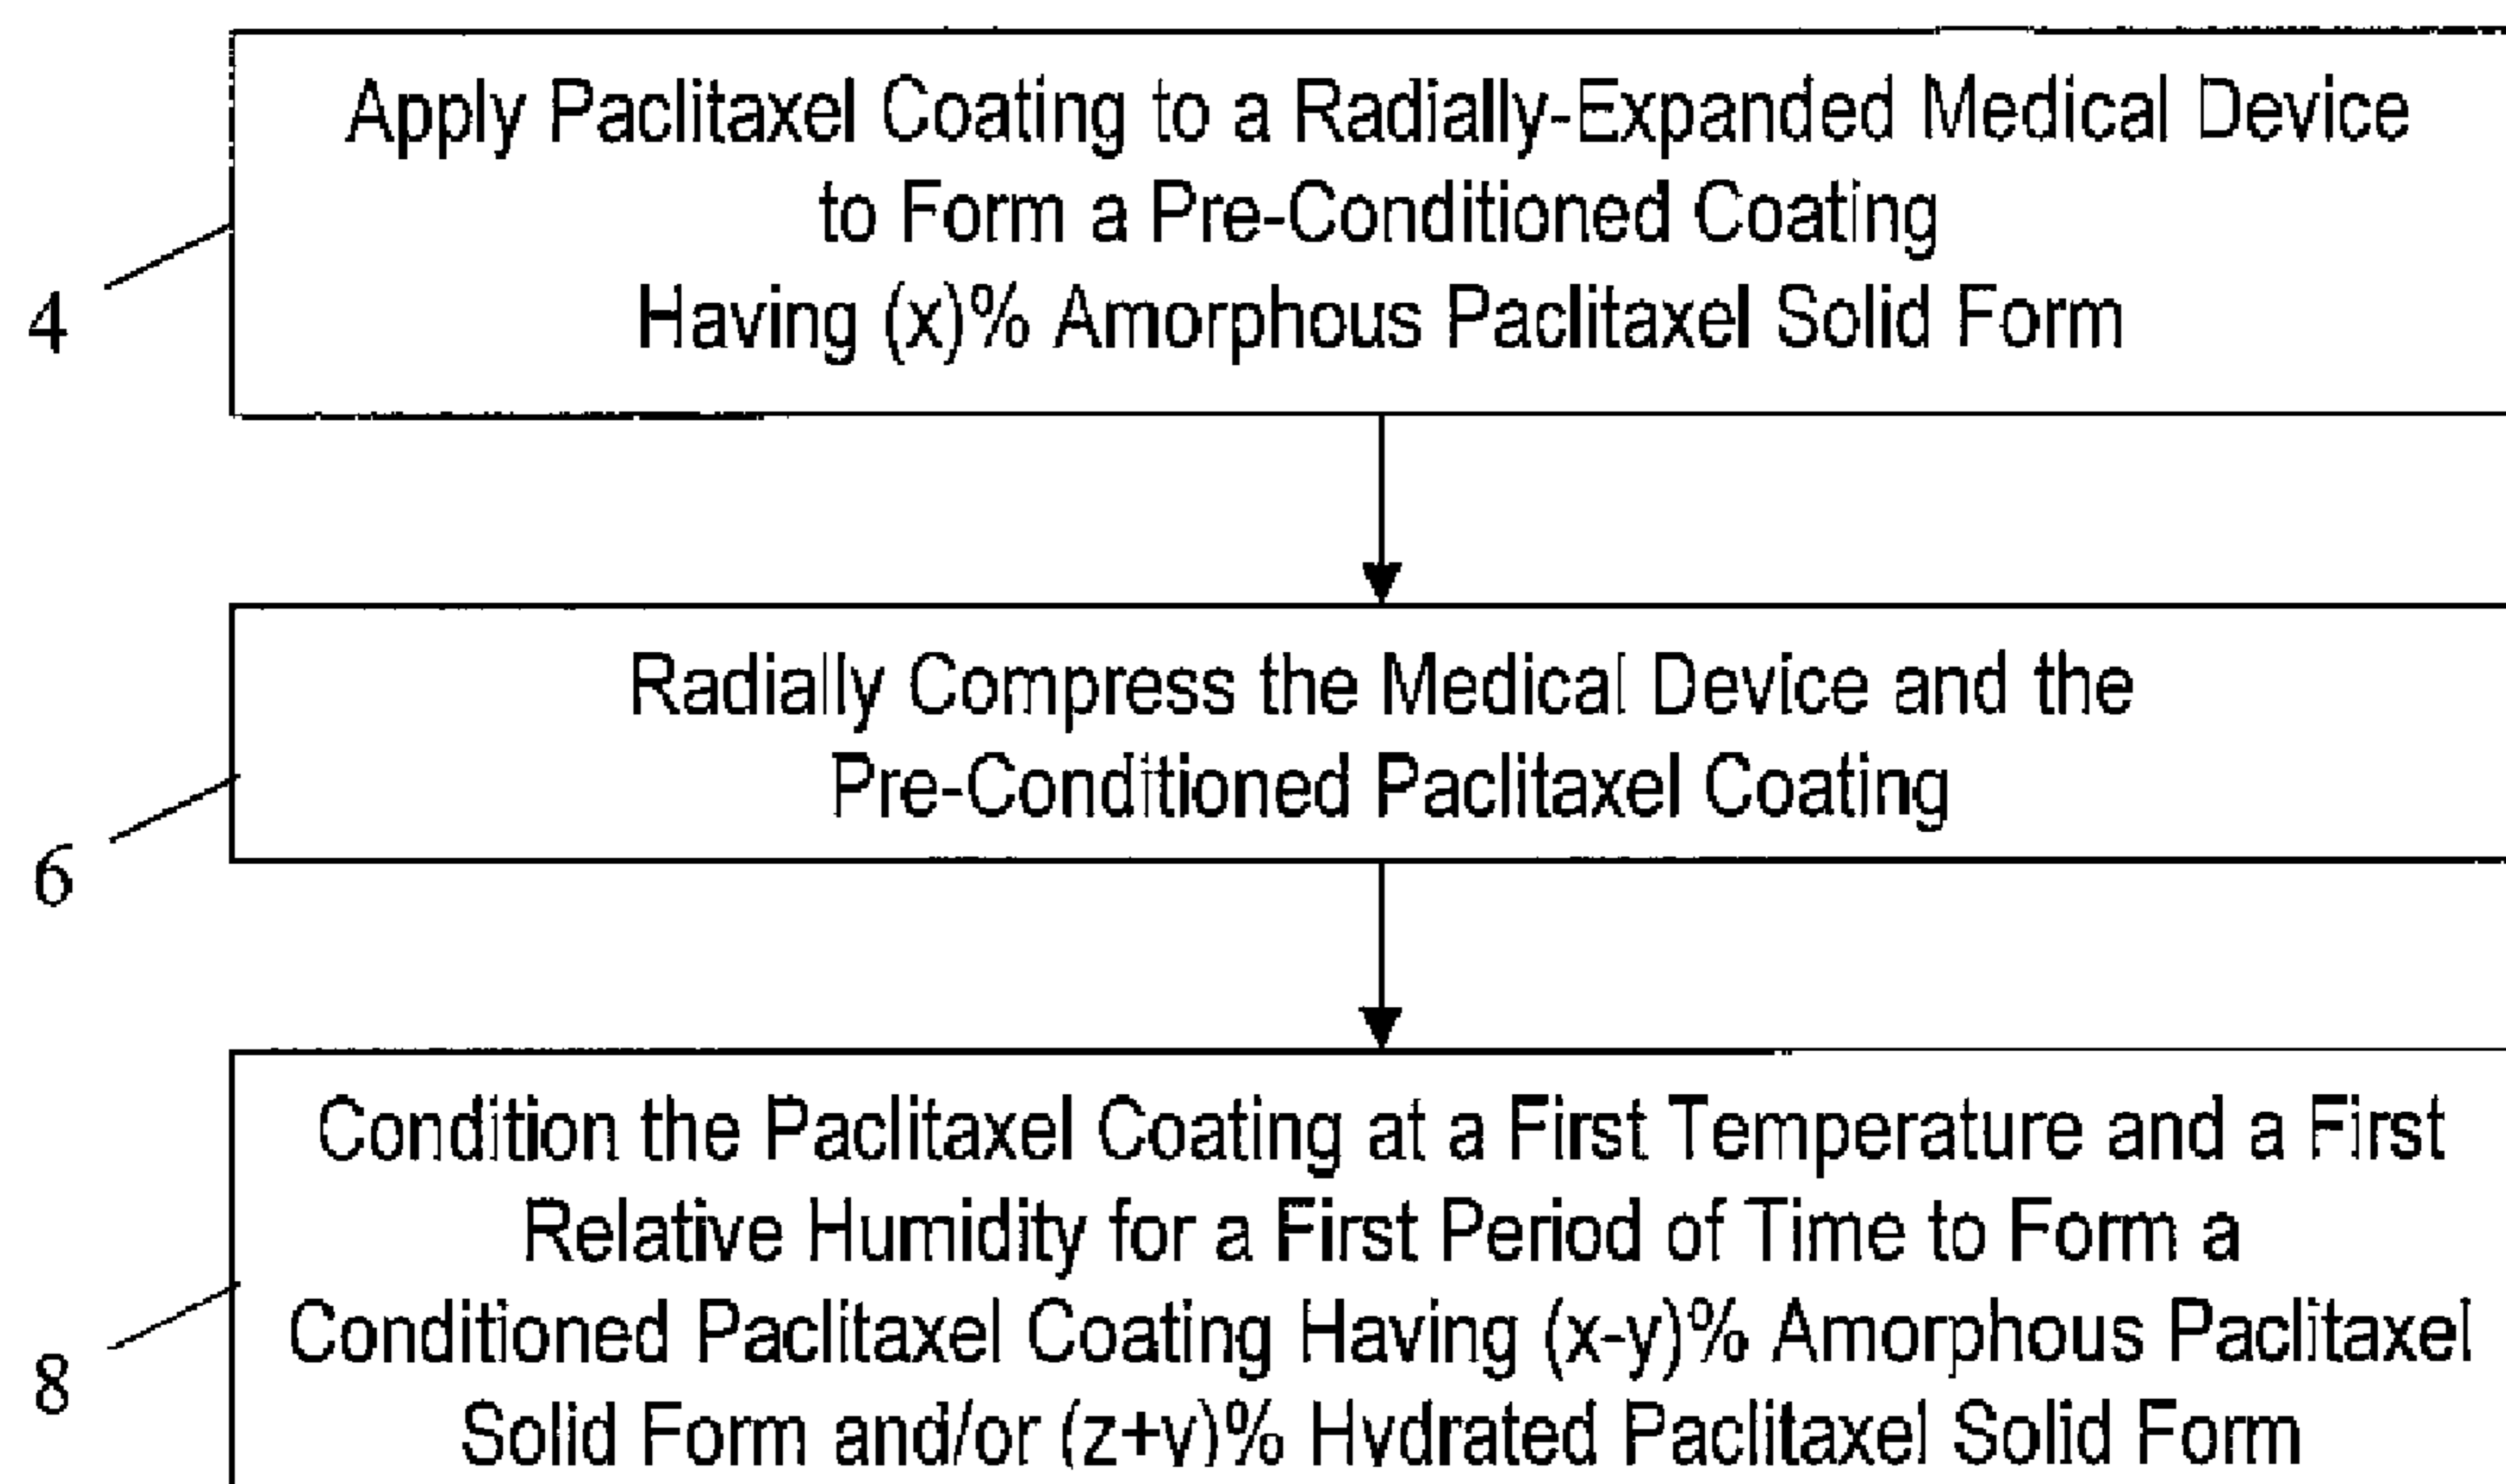 Apply Paclitaxel Coating to a Radially-Expanded Medical Device
to Form a Pre-Conditioned Coating
Having (x)% Amorphous Paclitaxel Solid Form
4
Radially Compress the Medical Device and the
Pre-Conditioned Paclitaxel Coating
6
Condition the Paclitaxel Coating at a First Temperature and a First
Relative Humidity for a First Period of Time to Form a
Conditioned Paclitaxel Coating Having (x-y)% Amorphous Paclitaxel
Solid Form and/or (z+y)% Hydrated Paclitaxel Solid Form
8